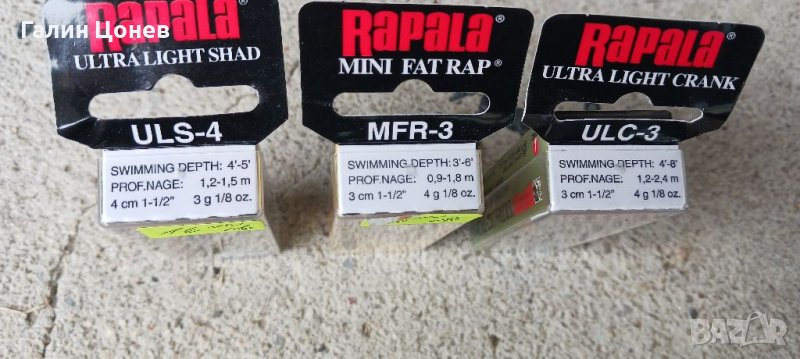 Галин Цонев
RAPALA
ULTRA LIGHT SHAD
ULS-4
SWIMMING DEPTH: 4'-5'
PROF.NAGE: 1,2-1,5 m
4 cm 1-1/2" 3 g 1/8 oz.
RAPALA
MINI FAT RAP®
MFR-3
SWIMMING DEPTH: 3'-6'
PROF.NAGE: 0,9-1,8 m
3 cm 1-1/2" 4 g 1/8 oz.
RAPALA
ULTRA LIGHT CRANK
ULC-3
SWIMMING DEPTH: 4'-8'
PROF.NAGE: 1,2-2,4 m
3 cm 1-1/2" 4 g 1/8 oz.
BAZAR